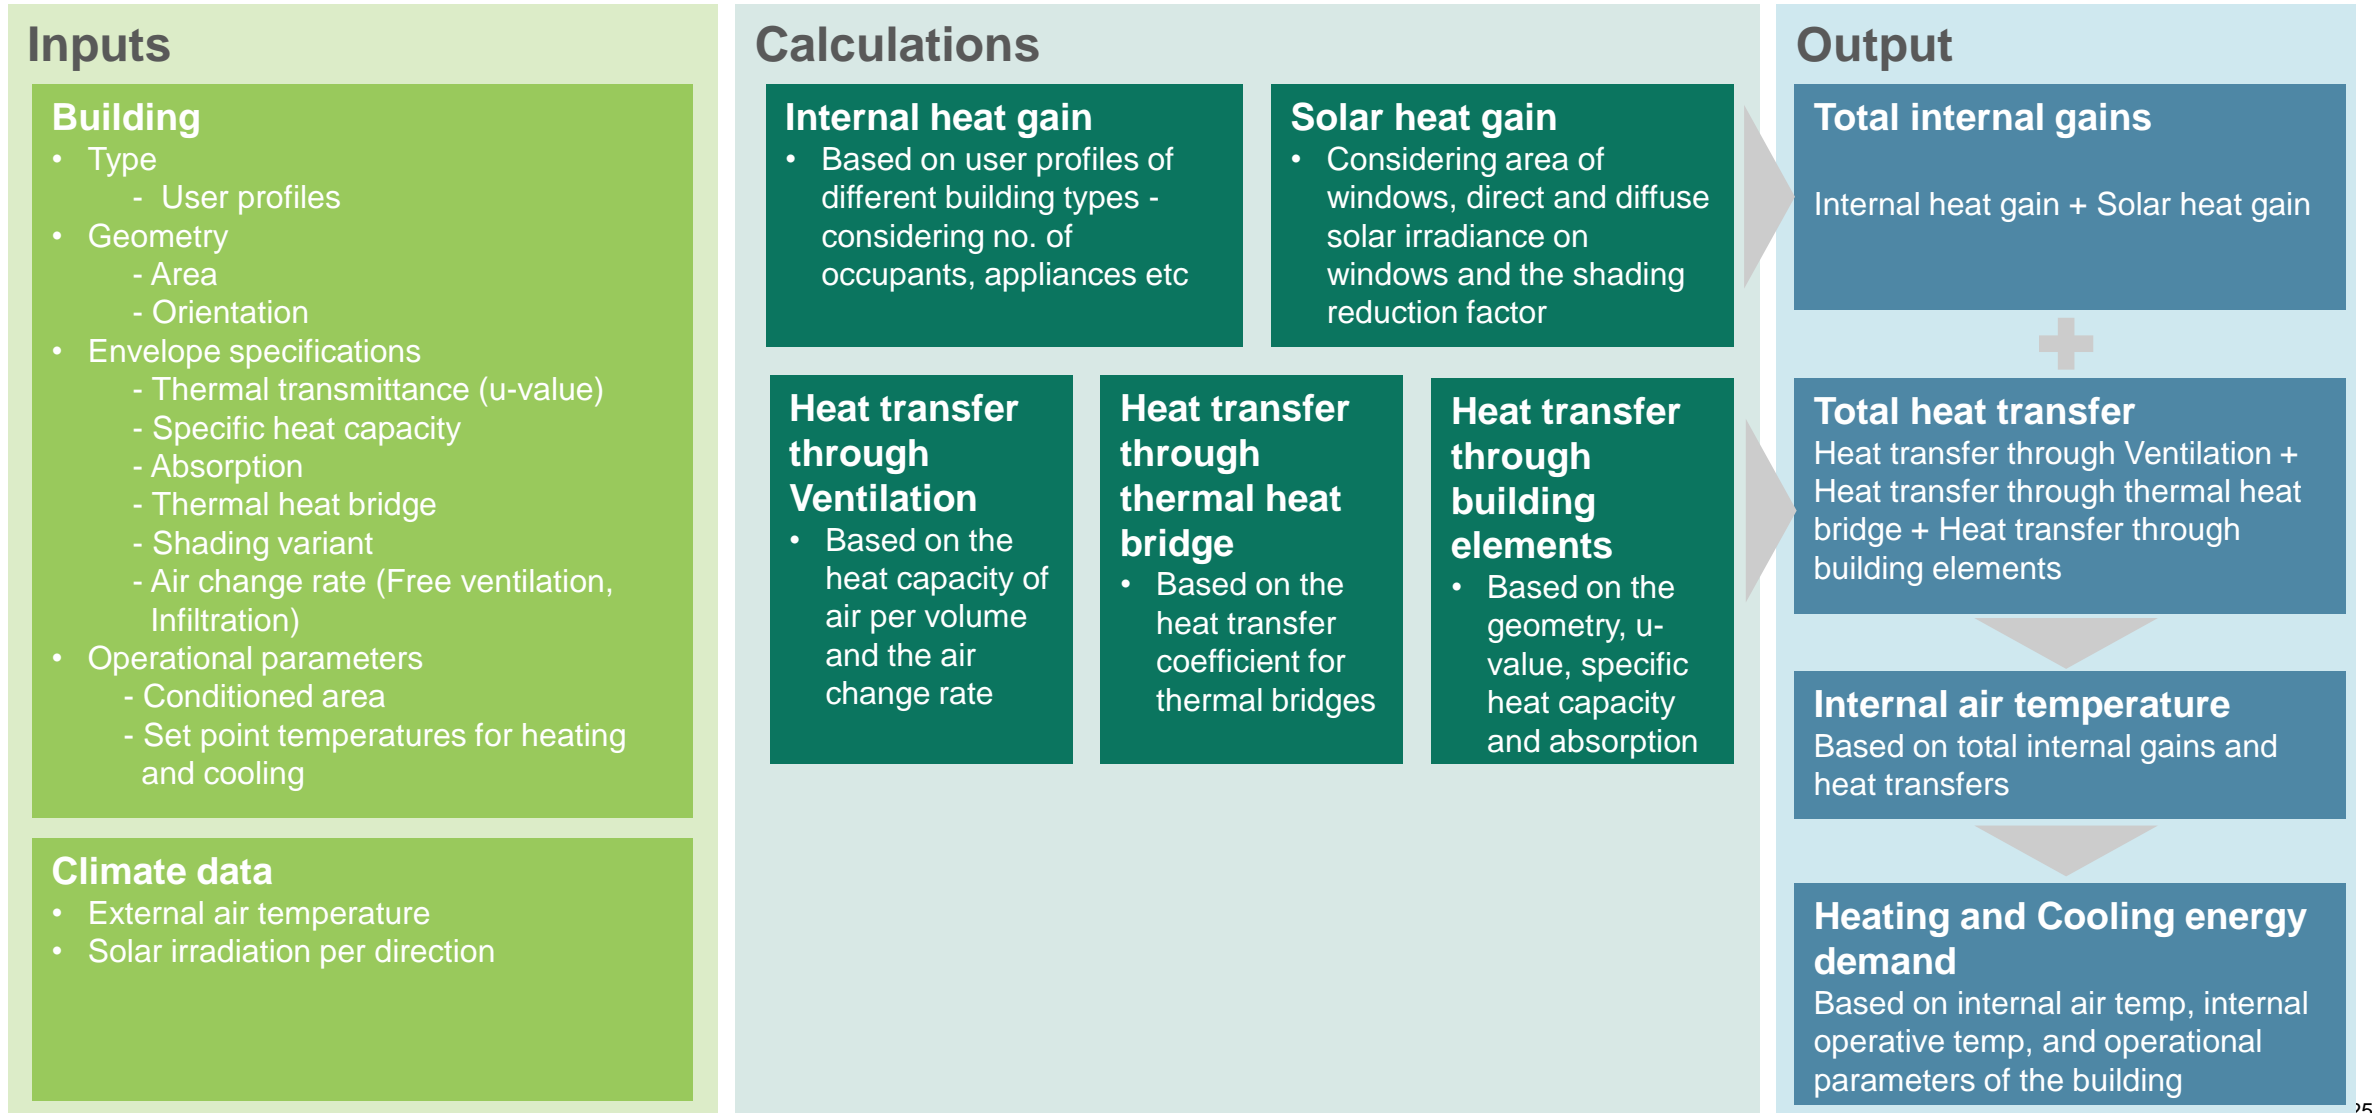 Inputs
Building
• Type
- User profiles
• Geometry
- Area
- Orientation
• Envelope specifications
- Thermal transmittance (u-value)
- Specific heat capacity
- Absorption
- Thermal heat bridge
- Shading variant
- Air change rate (Free ventilation,
Infiltration)
• Operational parameters
- Conditioned area
- Set point temperatures for heating
and cooling
Climate data
• External air temperature
• Solar irradiation per direction
Calculations
Internal heat gain
• Based on user profiles of
different building types -
considering no. of
occupants, appliances etc
Solar heat gain
• Considering area of
windows, direct and diffuse
solar irradiance on
windows and the shading
reduction factor
Heat transfer
through
Ventilation
• Based on the
heat capacity of
air per volume
and the air
change rate
Heat transfer
through
thermal heat
bridge
• Based on the
heat transfer
coefficient for
thermal bridges
Heat transfer
through
building
elements
• Based on the
geometry, u-
value, specific
heat capacity
and absorption
Output
Total internal gains
Internal heat gain + Solar heat gain
Total heat transfer
Heat transfer through Ventilation +
Heat transfer through thermal heat
bridge + Heat transfer through
building elements
Internal air temperature
Based on total internal gains and
heat transfers
Heating and Cooling energy
demand
Based on internal air temp, internal
operative temp, and operational
parameters of the building